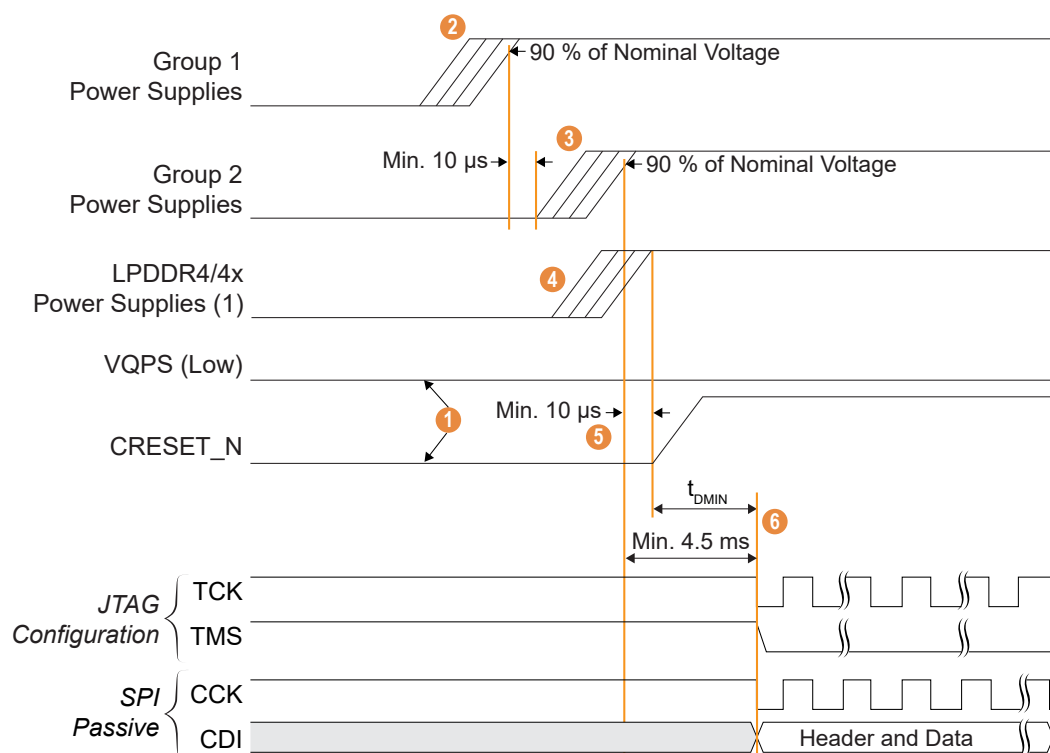 2
Group 1
Power Supplies
90 % of Nominal Voltage
3
Min. 10 µs
Group 2
Power Supplies
90 % of Nominal Voltage
LPDDR4/4x
Power Supplies (1)
4
VQPS (Low)
1
Min. 10 µs
5
CRESET_N
tDMIN
6
Min. 4.5 ms
JTAG
Configuration
TCK
TMS
SPI
Passive
CCK
CDI
Header and Data